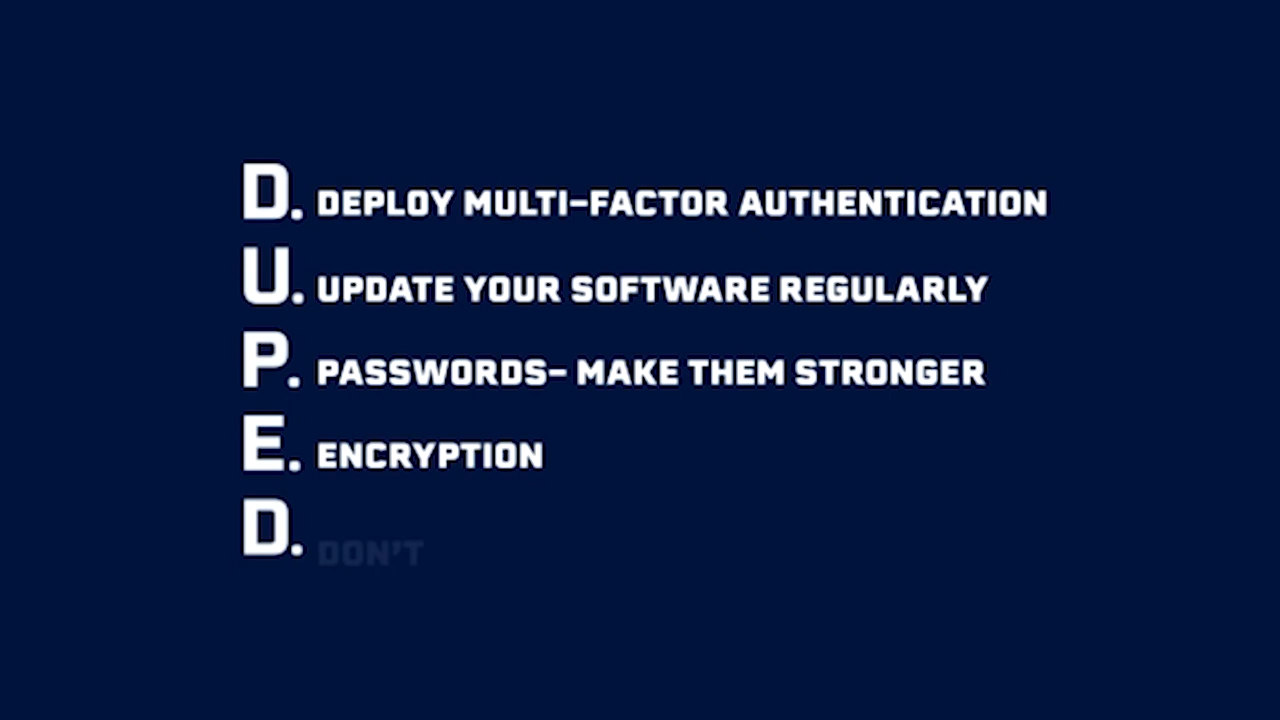 D. DEPLOY MULTI-FACTOR AUTHENTICATION
U. UPDATE YOUR SOFTWARE REGULARLY
P. PASSWORDS- MAKE THEM STRONGER
E. ENCRYPTION
D. DON'T